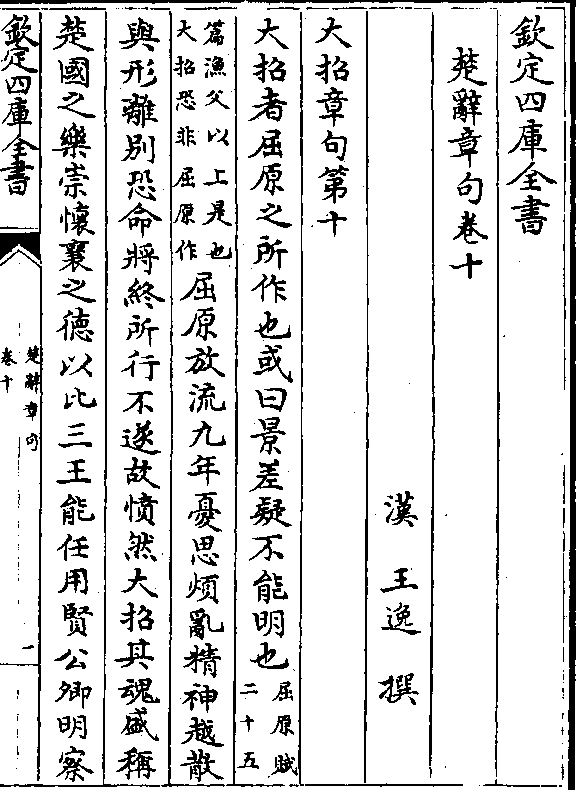 欽定四庫全書
楚辭章句卷十
漢 王逸 撰
大招章句第十
大招者屈原之所作也或曰景差疑不能明也屈原賦二十五
篇漁父以上是也大招恐非屈原作屈原放流九年憂思煩亂精神越散
與形離別恐命將終所行不遂故憤然大招其魂盛稱
楚國之樂崇懷襄之德以比三王能任用賢公卿明察
欽定四庫全書
楚辭章句
卷十
一